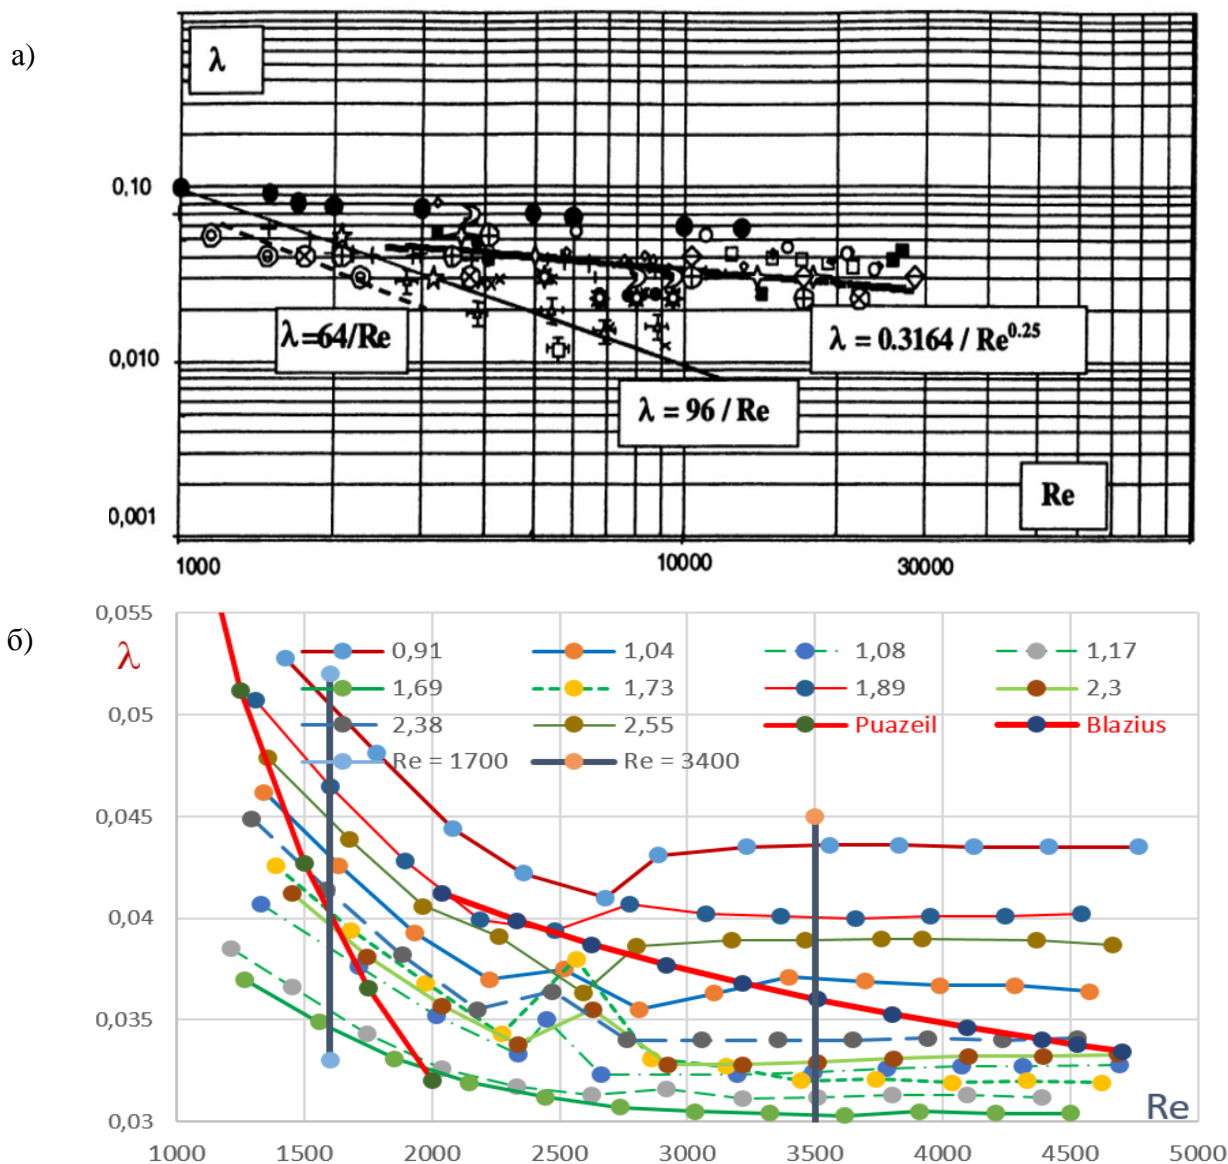 а)
λ
0,10
0,010
0,001
λ=64/Re
λ = 0.3164 / Re^0.25
λ = 96 / Re
Re
1000 10000 30000
б)
λ
0,055
0,05
0,045
0,04
0,035
0,03
0,91 1,04 1,08 1,17
1,69 1,73 1,89 2,3
2,38 2,55 Puazeil Blazius
Re = 1700 Re = 3400
Re
1000 1500 2000 2500 3000 3500 4000 4500 5000